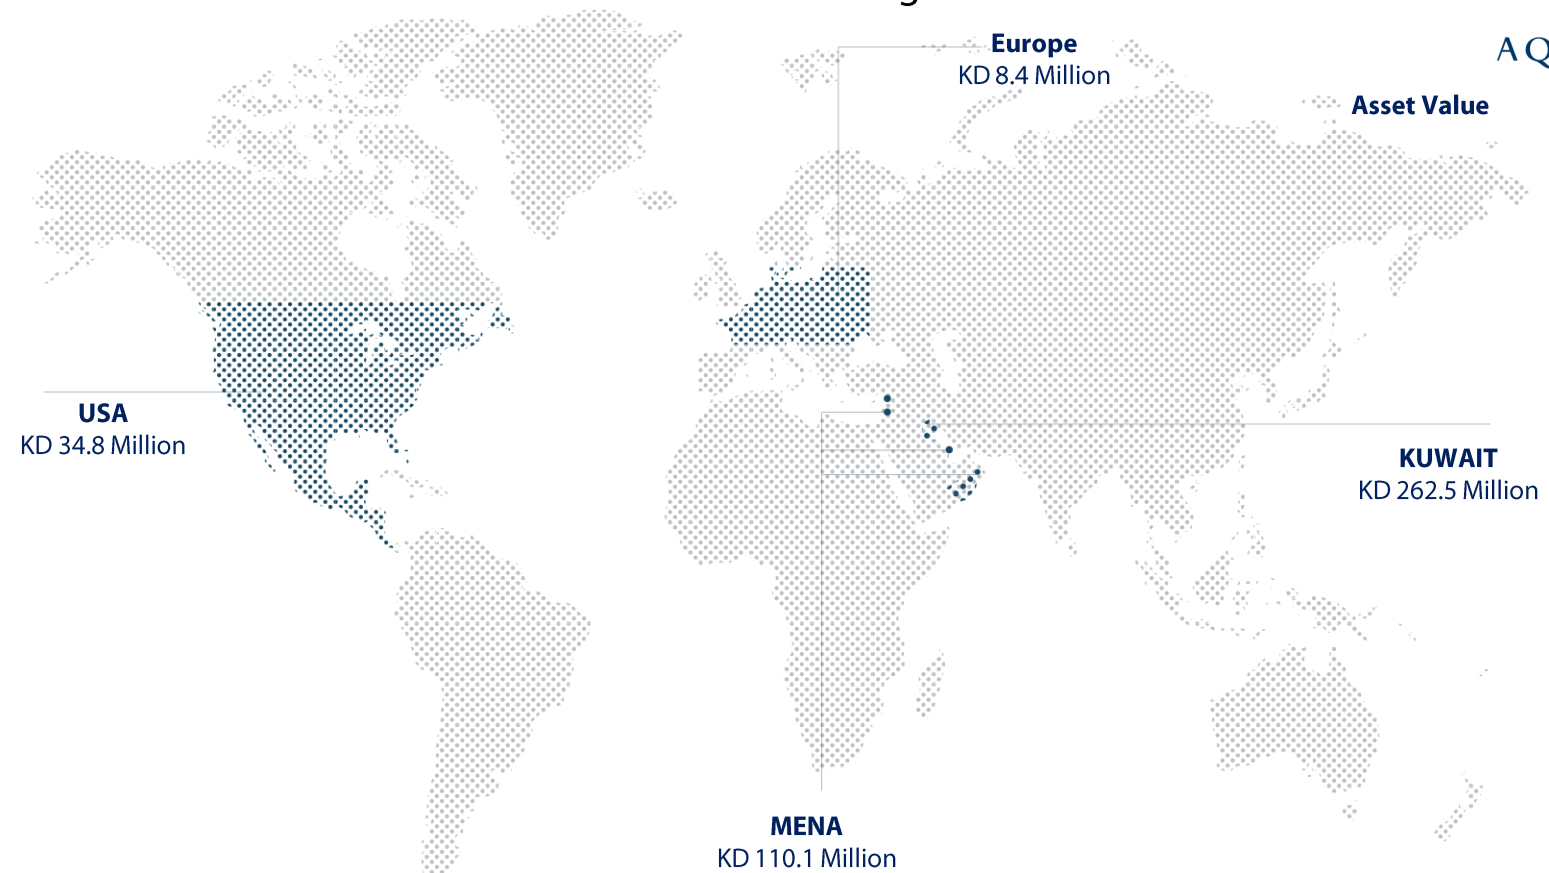 Europe
KD 8.4 Million
A Q
Asset Value
USA
KD 34.8 Million
KUWAIT
KD 262.5 Million
MENA
KD 110.1 Million